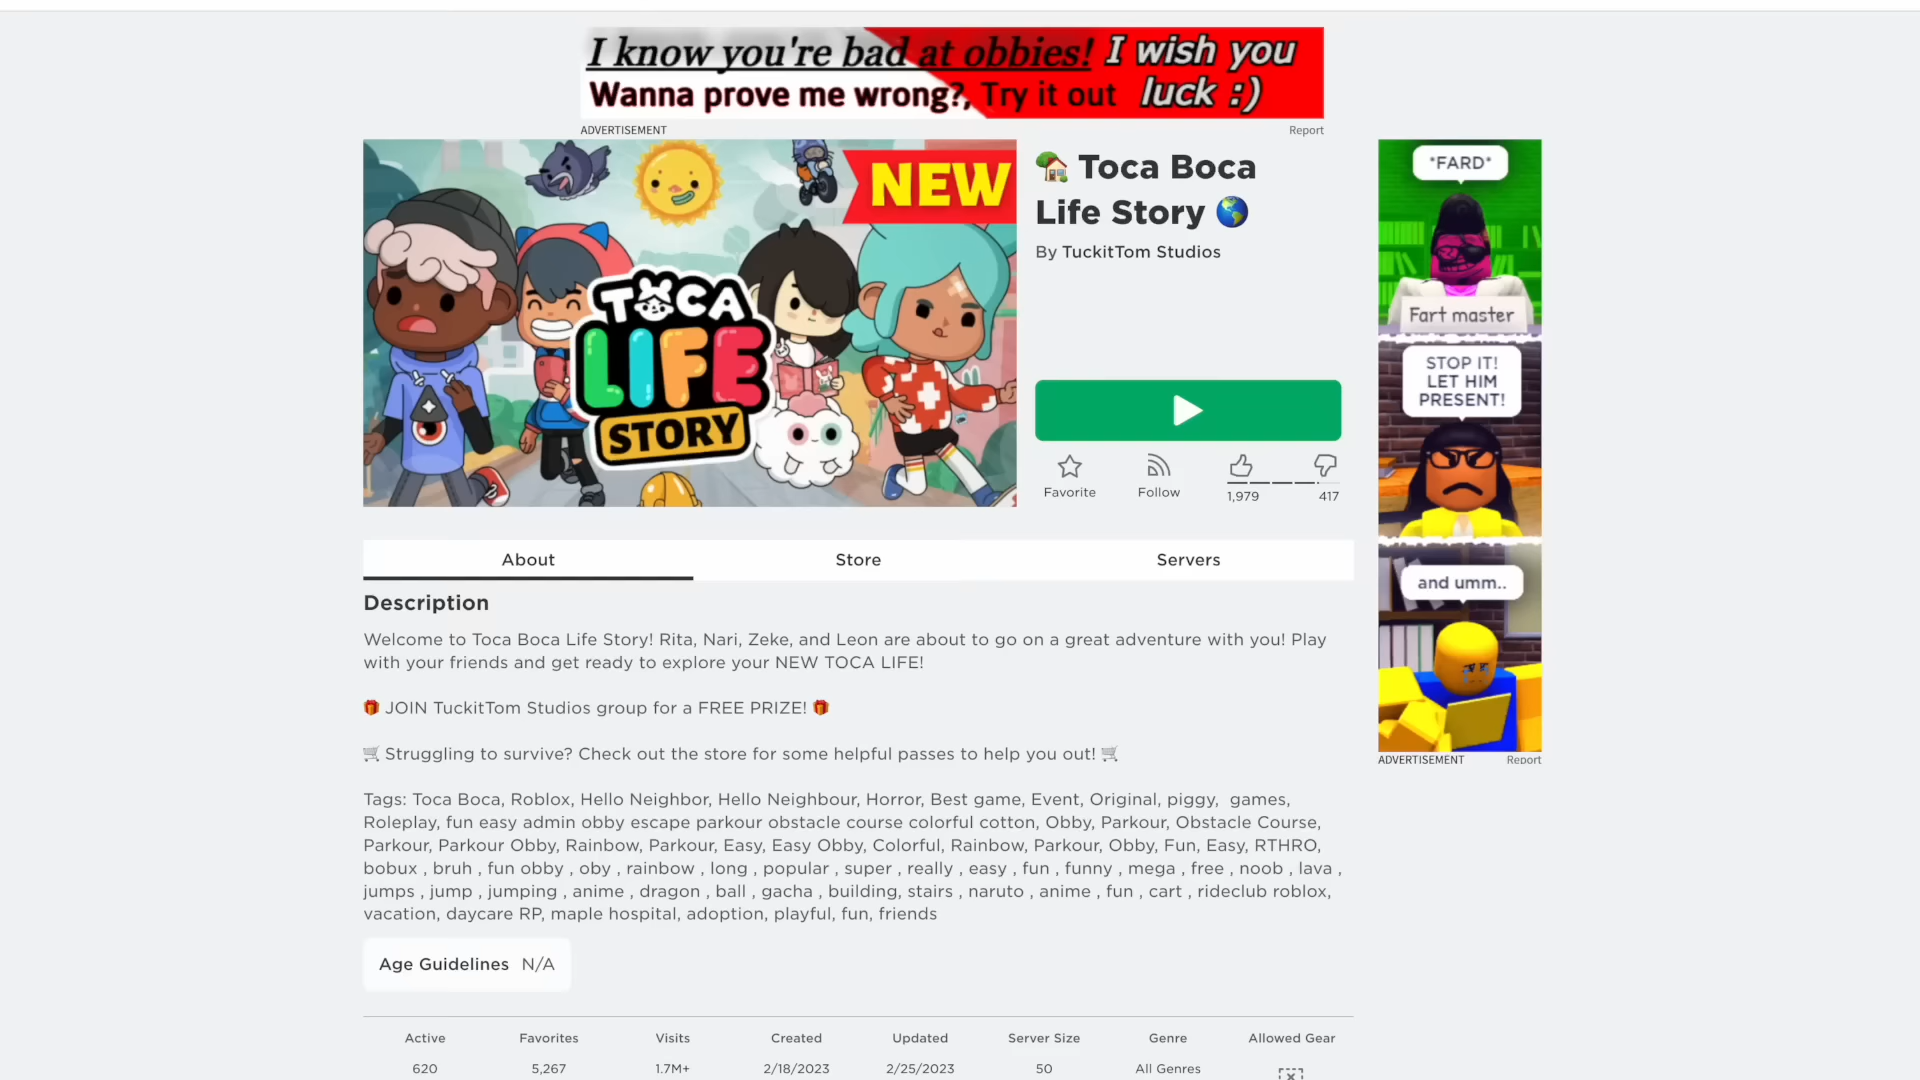 I know you're bad at obbies! I wish you
Wanna prove me wrong?, Try it out luck :)
ADVERTISEMENT
Report
NEW
TOCA
LIFE
STORY
Toca Boca
Life Story
By TuckitTom Studios
Favorite
Follow
1,979
417
*FARD*
Fart master
STOP IT!
LET HIM
PRESENT!
and umm..
ADVERTISEMENT
Report
About
Store
Servers
Description
Welcome to Toca Boca Life Story! Rita, Nari, Zeke, and Leon are about to go on a great adventure with you! Play
with your friends and get ready to explore your NEW TOCA LIFE!
🎁 JOIN TuckitTom Studios group for a FREE PRIZE! 🎁
🛒 Struggling to survive? Check out the store for some helpful passes to help you out! 🛒
Tags: Toca Boca, Roblox, Hello Neighbor, Hello Neighbour, Horror, Best game, Event, Original, piggy,  games,
Roleplay, fun easy admin obby escape parkour obstacle course colorful cotton, Obby, Parkour, Obstacle Course,
Parkour, Parkour Obby, Rainbow, Parkour, Easy, Easy Obby, Colorful, Rainbow, Parkour, Obby, Fun, Easy, RTHRO,
bobux , bruh , fun obby , oby , rainbow , long , popular , super , really , easy , fun , funny , mega , free , noob , lava ,
jumps , jump , jumping , anime , dragon , ball , gacha , building, stairs , naruto , anime , fun , cart , rideclub roblox,
vacation, daycare RP, maple hospital, adoption, playful, fun, friends
Age Guidelines N/A
Active Favorites Visits Created Updated Server Size Genre Allowed Gear
620 5,267 1.7M+ 2/18/2023 2/25/2023 50 All Genres